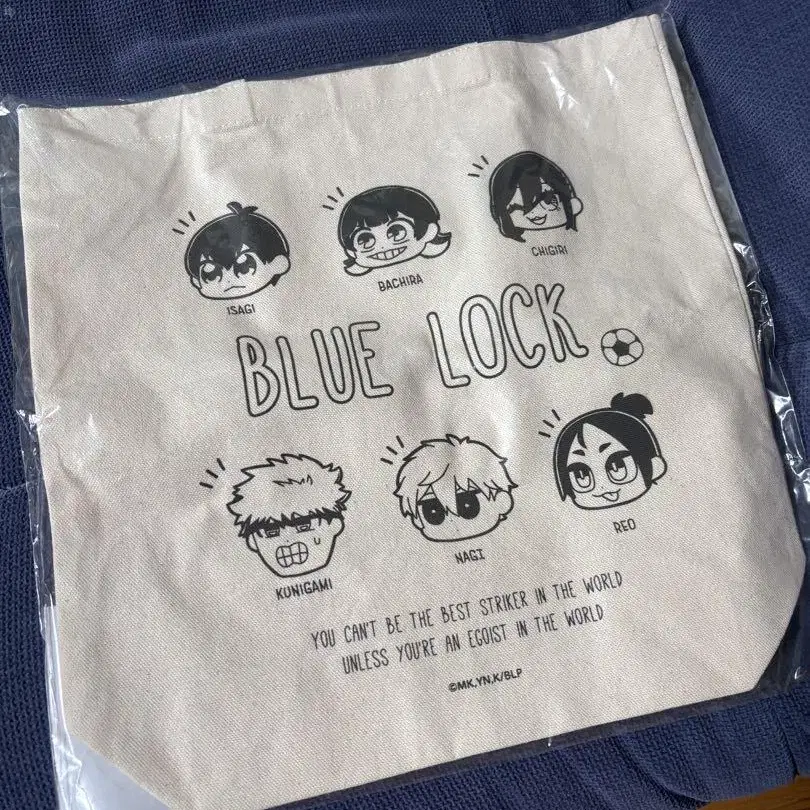 ISAGI
BACHIRA
CHIGIRI
BLUE LOCK
KUNIGAMI
NAGI
REO
YOU CAN'T BE THE BEST STRIKER IN THE WORLD
UNLESS YOU'RE AN EGOIST IN THE WORLD
©MK,YN,K/BLP